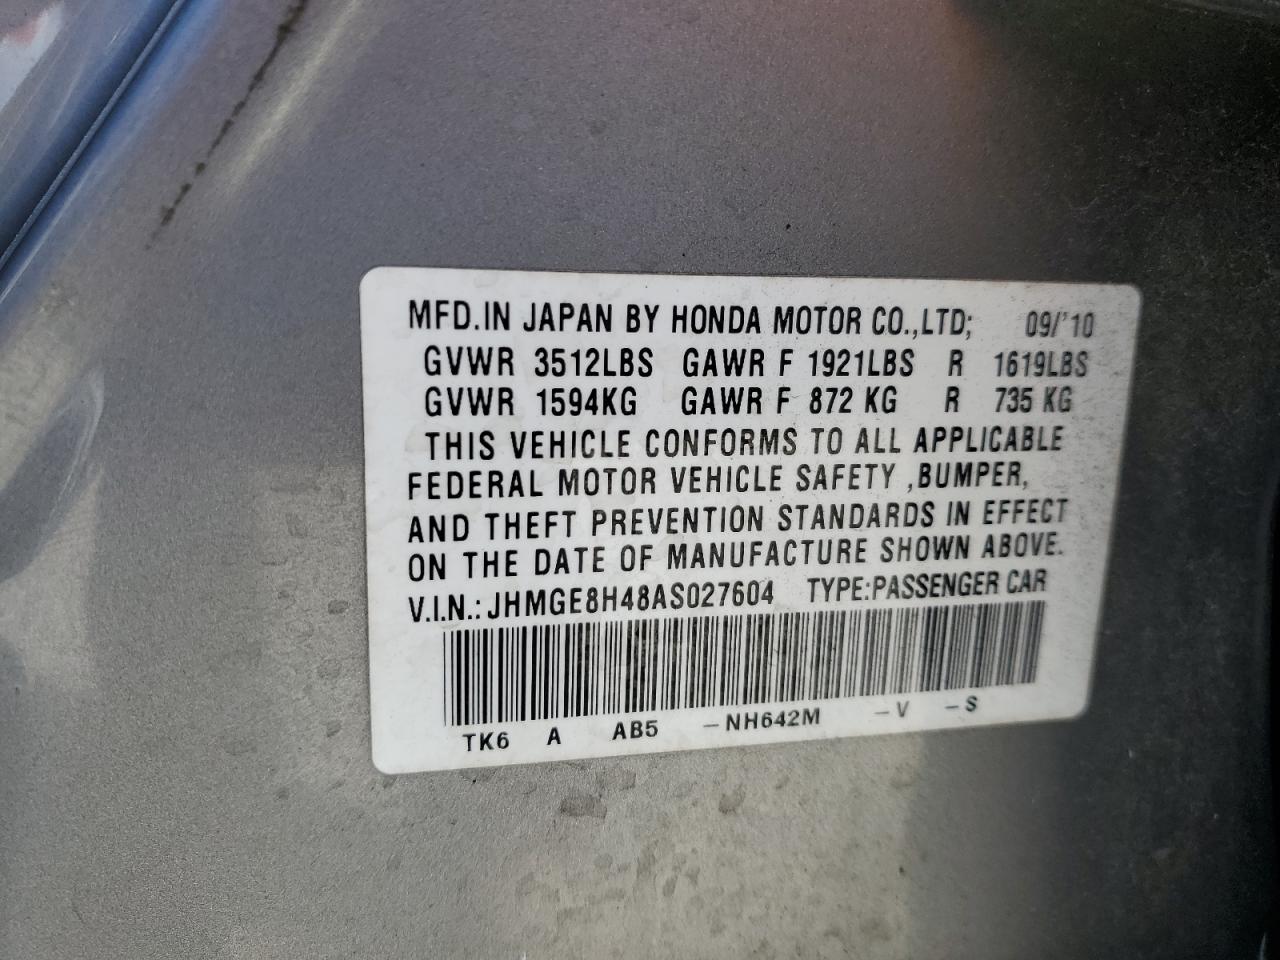 MFD.IN JAPAN BY HONDA MOTOR CO.,LTD; 09/'10
GVWR 3512LBS GAWR F 1921LBS R 1619LBS
GVWR 1594KG GAWR F 872 KG R 735 KG
THIS VEHICLE CONFORMS TO ALL APPLICABLE
FEDERAL MOTOR VEHICLE SAFETY ,BUMPER,
AND THEFT PREVENTION STANDARDS IN EFFECT
ON THE DATE OF MANUFACTURE SHOWN ABOVE.
V.I.N.: JHMGE8H48AS027604 TYPE:PASSENGER CAR
TK6 A AB5 -NH642M -V -S